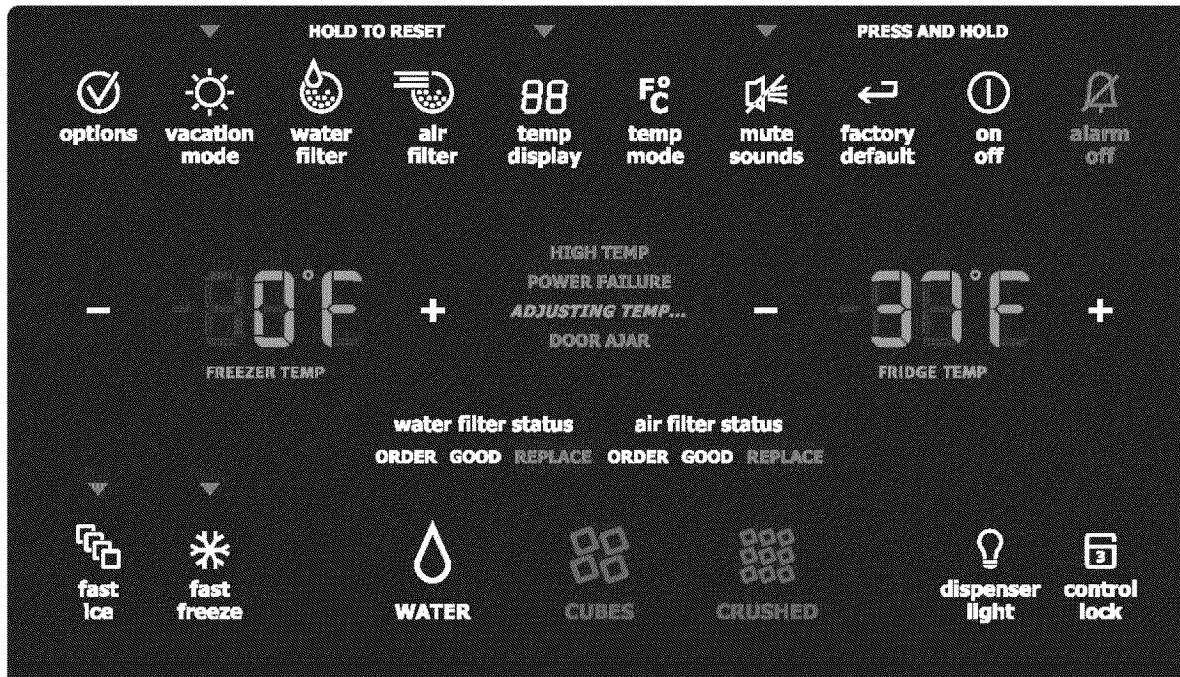 HOLD TO RESET PRESS AND HOLD
options vacation mode water filter air filter 88 temp display F°C temp mode mute sounds factory default on off alarm off
HIGH TEMP
POWER FAILURE
- 0°F + ADJUSTING TEMP... - 37°F +
DOOR AJAR
FREEZER TEMP FRIDGE TEMP
water filter status air filter status
ORDER GOOD REPLACE ORDER GOOD REPLACE
fast ice fast freeze WATER CUBES CRUSHED dispenser light 3 control lock